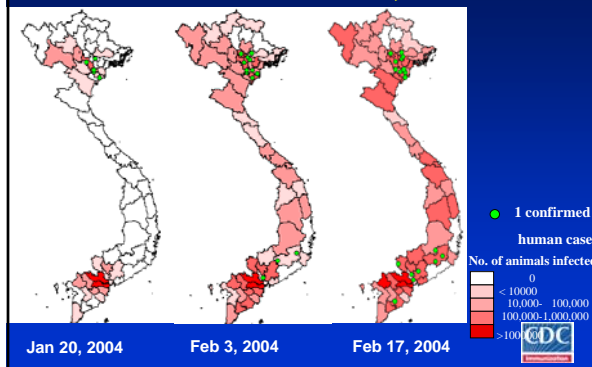 1 confirmed
human case
No. of animals infected
0
< 10000
10,000- 100,000
100,000-1,000,000
CDC
Jan 20, 2004
Feb 3, 2004
Feb 17, 2004